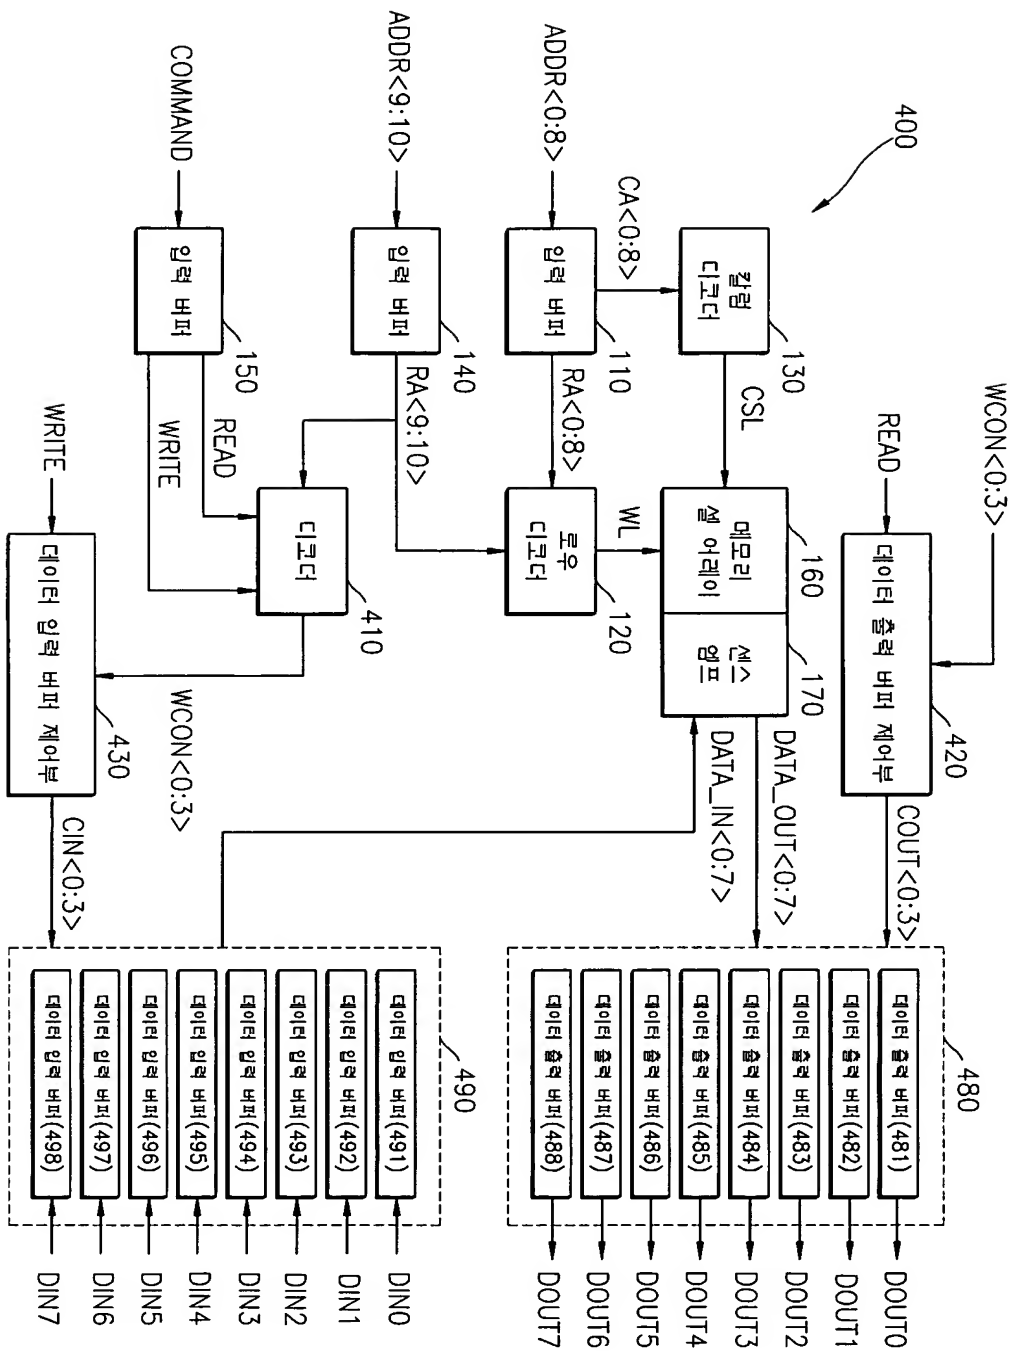 400
WCON<0:3>
READ
데이터 출력 버퍼 제어부
420
COUT<0:3>
480
데이터 출력 버퍼(481)
DOUT0
데이터 출력 버퍼(482)
DOUT1
데이터 출력 버퍼(483)
DOUT2
데이터 출력 버퍼(484)
DOUT3
데이터 출력 버퍼(485)
DOUT4
데이터 출력 버퍼(486)
DOUT5
데이터 출력 버퍼(487)
DOUT6
데이터 출력 버퍼(488)
DOUT7
칼럼
디코더
130
CSL
메모리
셀 어레이
160
센스
엠프
170
DATA_OUT<0:7>
DATA_IN<0:7>
CA<0:8>
ADDR<0:8>
입력 버퍼
110
RA<0:8>
로우
디코더
120
WL
ADDR<9:10>
입력 버퍼
140
RA<9:10>
디코더
410
COMMAND
입력 버퍼
150
READ
WRITE
WCON<0:3>
WRITE
데이터 입력 버퍼 제어부
430
CIN<0:3>
490
데이터 입력 버퍼(491)
DIN0
데이터 입력 버퍼(492)
DIN1
데이터 입력 버퍼(493)
DIN2
데이터 입력 버퍼(494)
DIN3
데이터 입력 버퍼(495)
DIN4
데이터 입력 버퍼(496)
DIN5
데이터 입력 버퍼(497)
DIN6
데이터 입력 버퍼(498)
DIN7